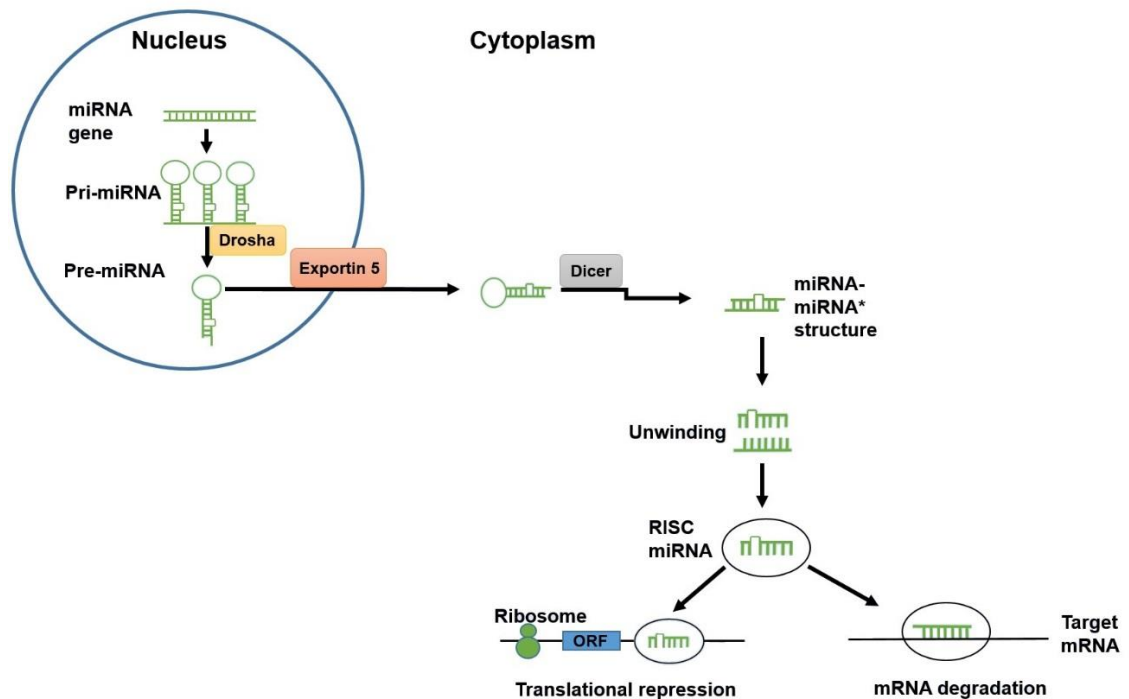 Nucleus
Cytoplasm
miRNA
gene
Pri-miRNA
Drosha
Pre-miRNA
Exportin 5
Dicer
miRNA-
miRNA*
structure
Unwinding
RISC
miRNA
Ribosome
ORF
Target
mRNA
Translational repression
mRNA degradation